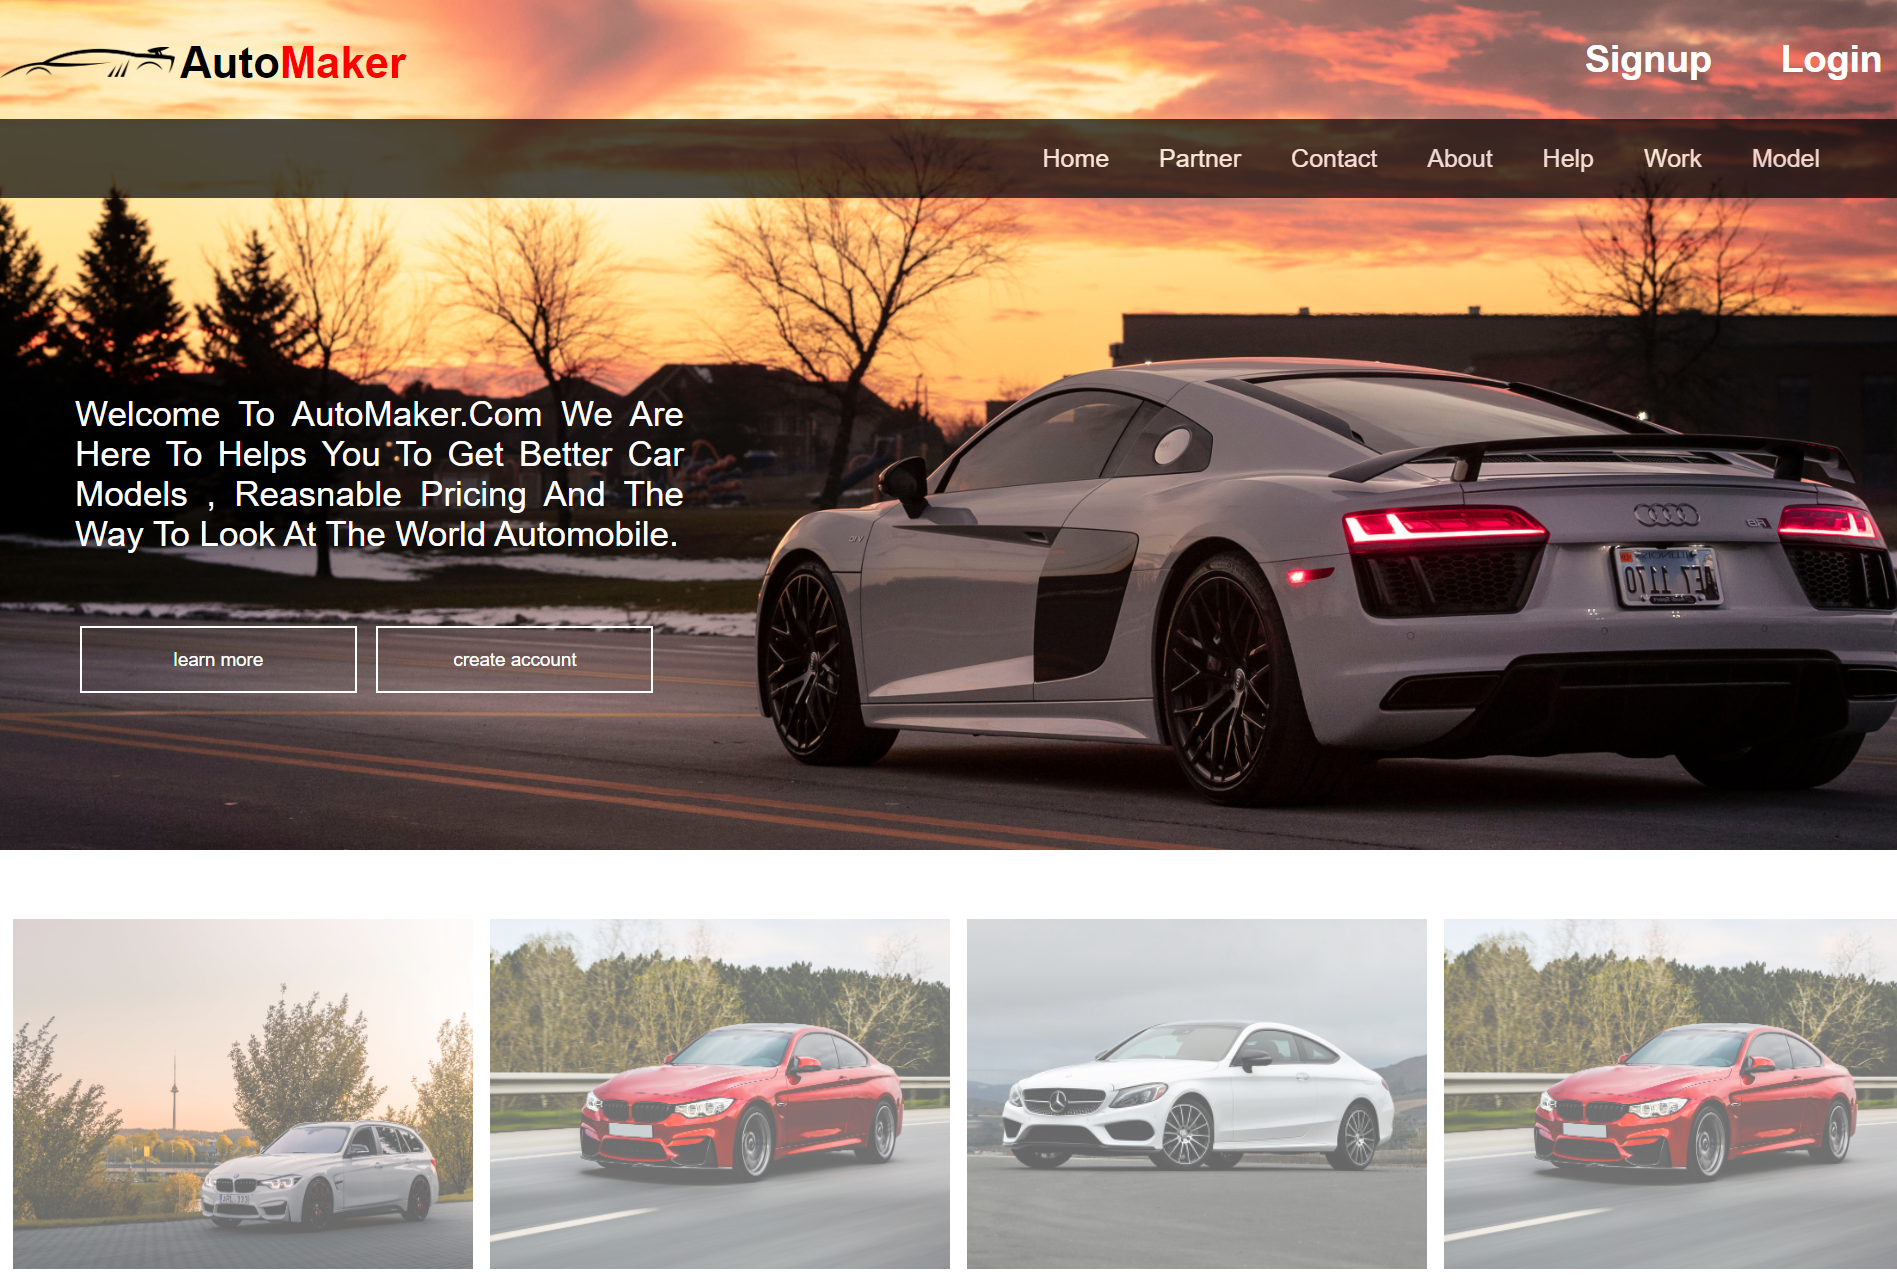 AutoMaker
Signup Login
Home Partner Contact About Help Work Model
Welcome To AutoMaker.Com We Are
Here To Helps You To Get Better Car
Models , Reasnable Pricing And The
Way To Look At The World Automobile.
learn more create account